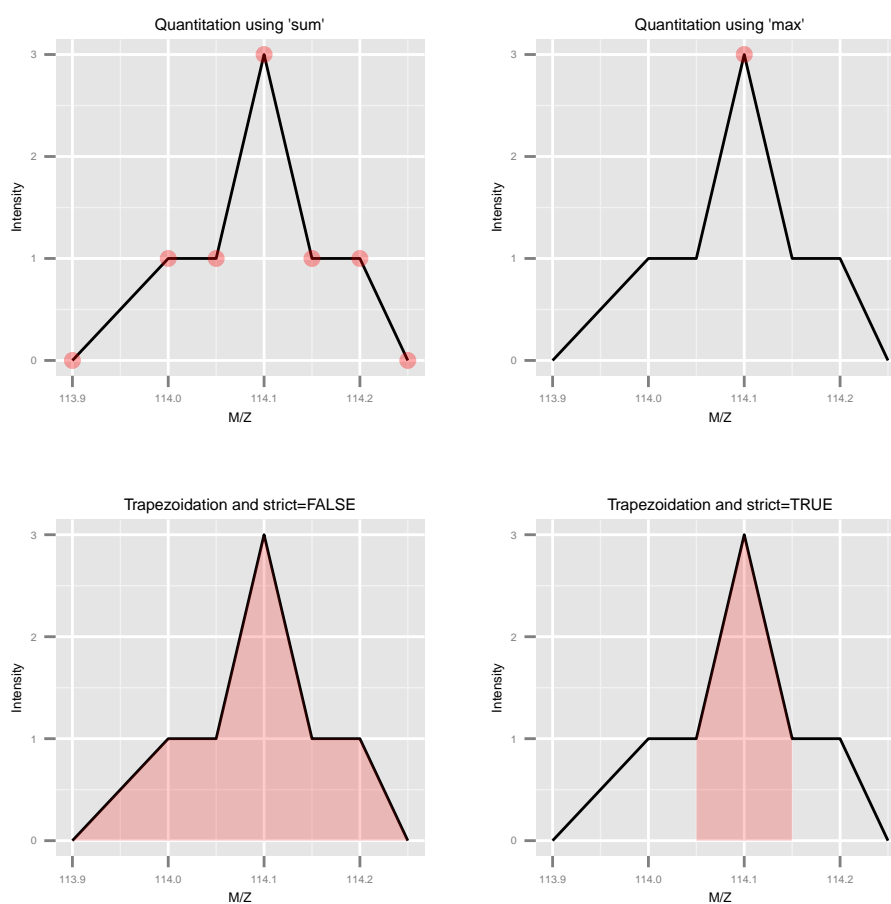 Quantitation using 'sum'
Intensity
3
2
1
0
113.9 114.0 114.1 114.2
M/Z
Quantitation using 'max'
Intensity
3
2
1
0
113.9 114.0 114.1 114.2
M/Z
Trapezoidation and strict=FALSE
Intensity
3
2
1
0
113.9 114.0 114.1 114.2
M/Z
Trapezoidation and strict=TRUE
Intensity
3
2
1
0
113.9 114.0 114.1 114.2
M/Z